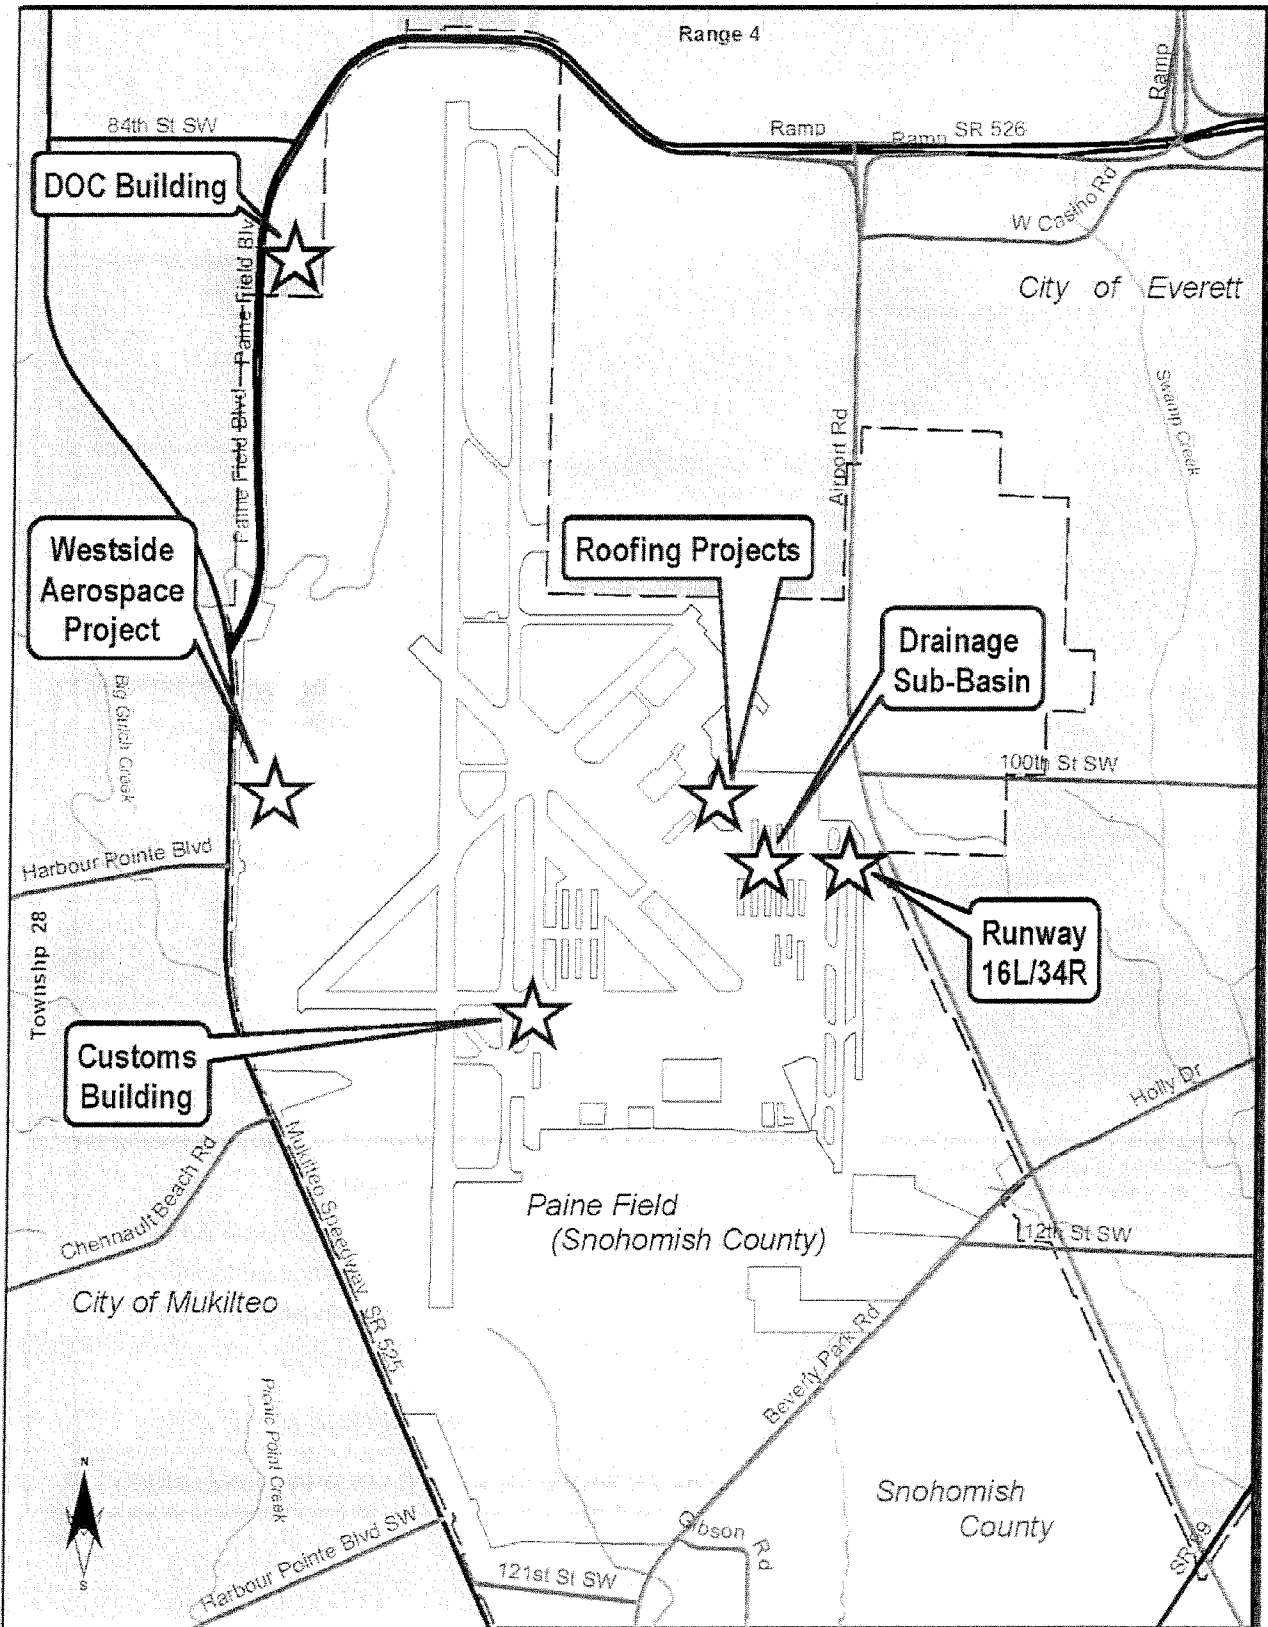 Range 4
Ramp
84th St SW
Ramp
Ramp
SR 526
DOC Building
W Casino Rd
Paine Field Blv
City of Everett
Paine Field Blvd
Swamp Creek
Airport Rd
Westside
Aerospace
Project
Roofing Projects
Drainage
Sub-Basin
Big Gulch Creek
100th St SW
Harbour Pointe Blvd
Townshp 28
Runway
16L/34R
Customs
Building
Holly Dr
Chennault Beach Rd
Mukilteo Speedway, SR 525
Paine Field
(Snohomish County)
112th St SW
City of Mukilteo
Beverly Park Rd
Picnic Point Creek
N
S
Snohomish
County
Gibson Rd
SR 99
Harbour Pointe Blvd SW
121st St SW